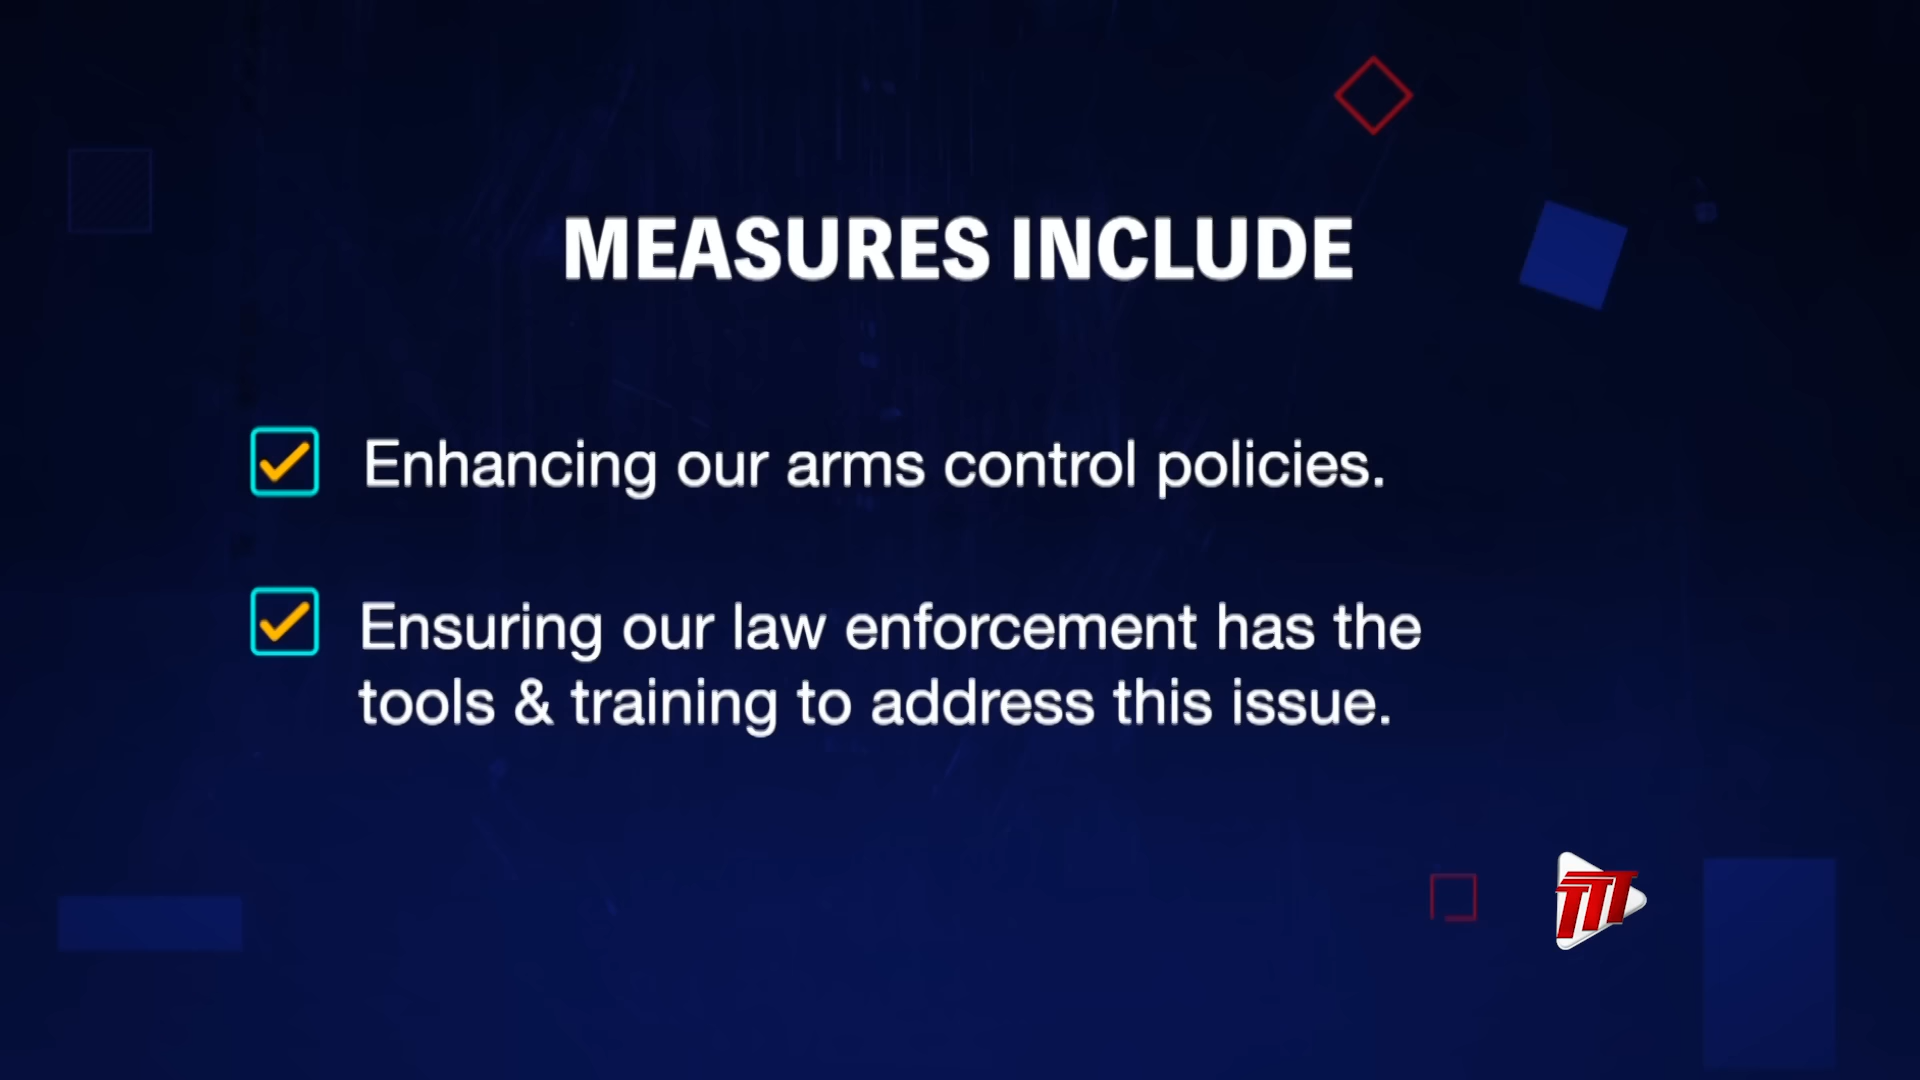 MEASURES INCLUDE
Enhancing our arms control policies.
Ensuring our law enforcement has the
tools & training to address this issue.
TTT